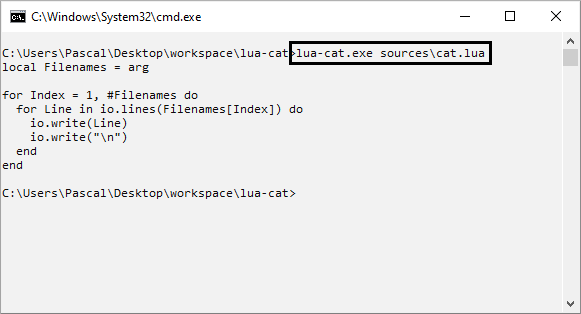 C:\Windows\System32\cmd.exe
C:\Users\Pascal\Desktop\workspace\lua-cat>lua-cat.exe sources\cat.lua
local Filenames = arg

for Index = 1, #Filenames do
  for Line in io.lines(Filenames[Index]) do
    io.write(Line)
    io.write("\n")
  end
end

C:\Users\Pascal\Desktop\workspace\lua-cat>